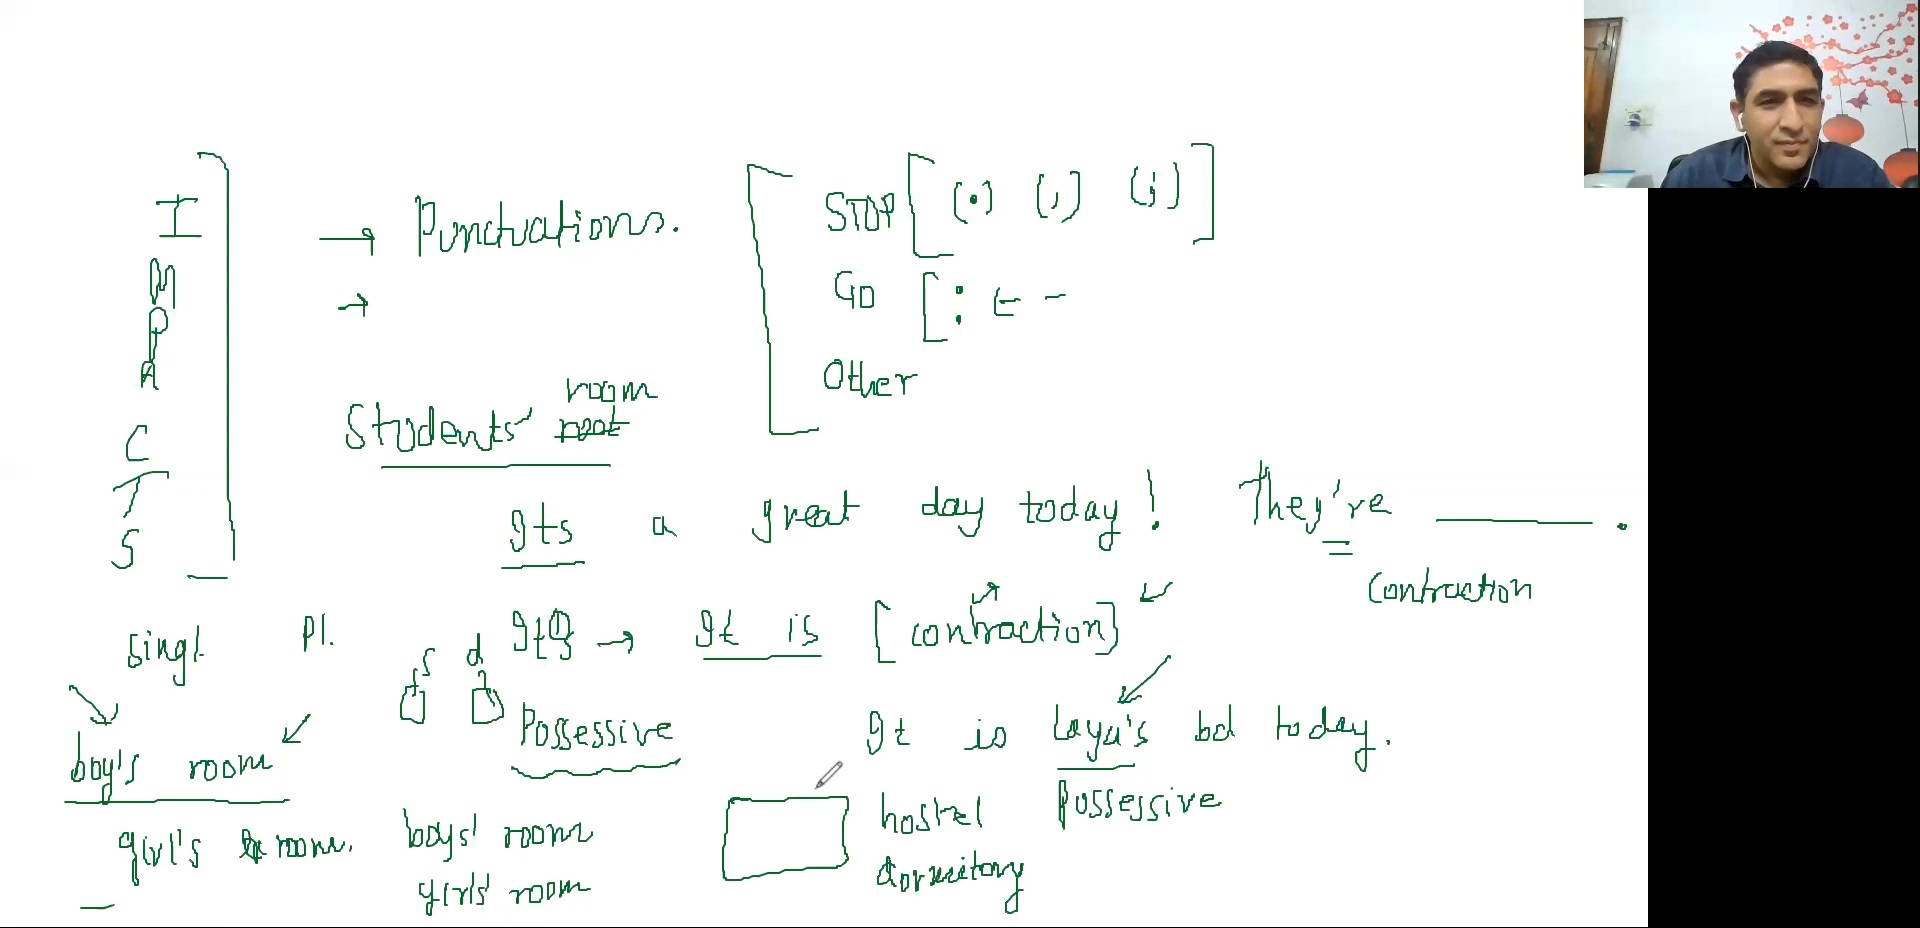 I
M
P
A
C
T
S
→ Punctuations.
→
STOP [(.) (,) (;)]
GO [: — -
Other
room
Students' root
Its a great day today! They're ______ .
Contraction
It's → It is [contraction]
singl. Pl.
s d
Possessive
It is Laya's bd today.
Possessive
boy's room
girl's room.
boys' room
girls' room
hostel
dormitory